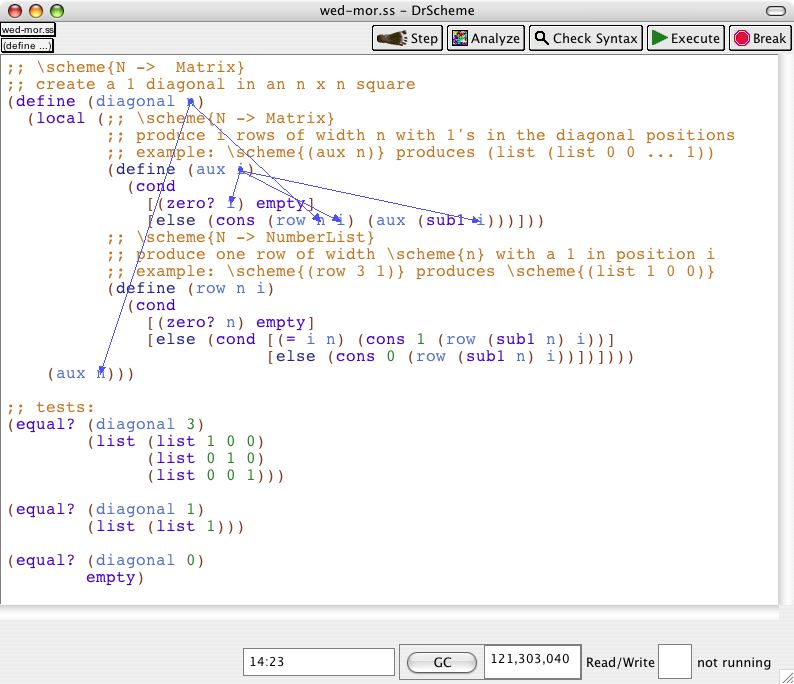 wed-mor.ss - DrScheme
wed-mor.ss
(define ...)
Step Analyze Check Syntax Execute Break
;; \scheme{N -> Matrix}
;; create a 1 diagonal in an n x n square
(define (diagonal n)
(local (;; \scheme{N -> Matrix}
;; produce i rows of width n with 1's in the diagonal positions
;; example: \scheme{(aux n)} produces (list (list 0 0 ... 1))
(define (aux i)
(cond
[(zero? i) empty]
[else (cons (row n i) (aux (sub1 i)))]))
;; \scheme{N -> NumberList}
;; produce one row of width \scheme{n} with a 1 in position i
;; example: \scheme{(row 3 1)} produces \scheme{(list 1 0 0)}
(define (row n i)
(cond
[(zero? n) empty]
[else (cond [(= i n) (cons 1 (row (sub1 n) i))]
[else (cons 0 (row (sub1 n) i))])])))
(aux n)))
;; tests:
(equal? (diagonal 3)
(list (list 1 0 0)
(list 0 1 0)
(list 0 0 1)))
(equal? (diagonal 1)
(list (list 1)))
(equal? (diagonal 0)
empty)
14:23 GC 121,303,040 Read/Write not running